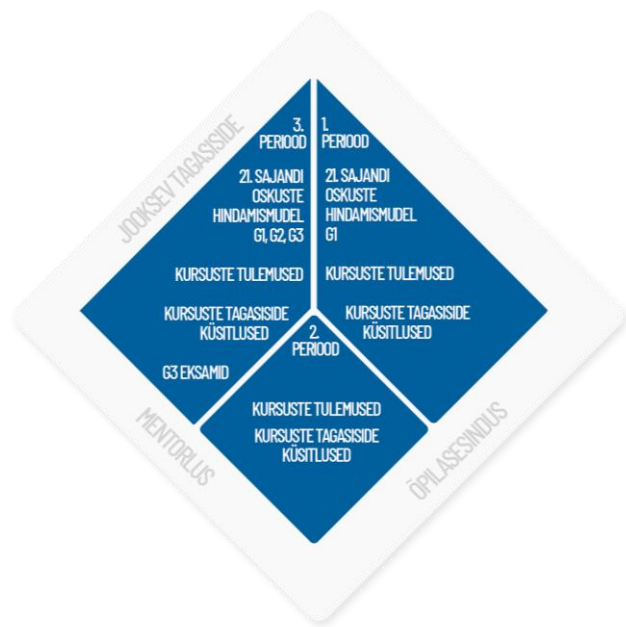 JOOKSEV TAGASISIDE
3.
PERIOOD
21. SAJANDI
OSKUSTE
HINDAMISMUDEL
G1, G2, G3
KURSUSTE TULEMUSED
KURSUSTE TAGASISIDE
KÜSITLUSED
G3 EKSAMID
1.
PERIOOD
21. SAJANDI
OSKUSTE
HINDAMISMUDEL
G1
KURSUSTE TULEMUSED
KURSUSTE TAGASISIDE
KÜSITLUSED
2.
PERIOOD
KURSUSTE TULEMUSED
KURSUSTE TAGASISIDE
KÜSITLUSED
MENTORLUS
ÕPILASESINDUS